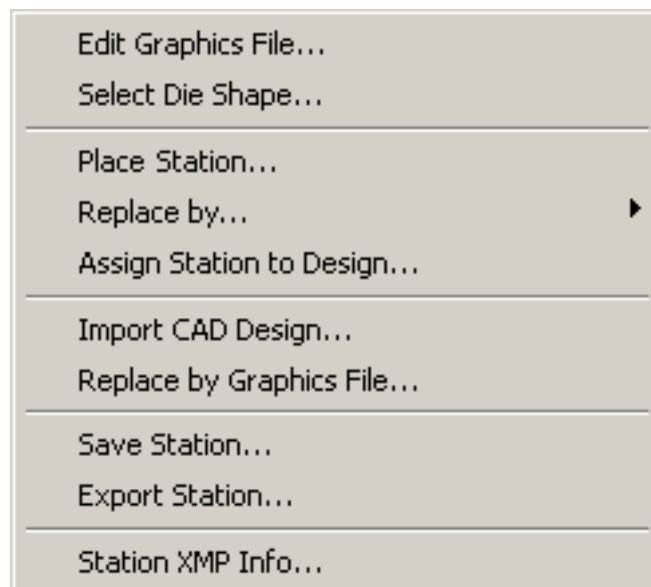 Edit Graphics File...
Select Die Shape...
Place Station...
Replace by...
Assign Station to Design...
Import CAD Design...
Replace by Graphics File...
Save Station...
Export Station...
Station XMP Info...